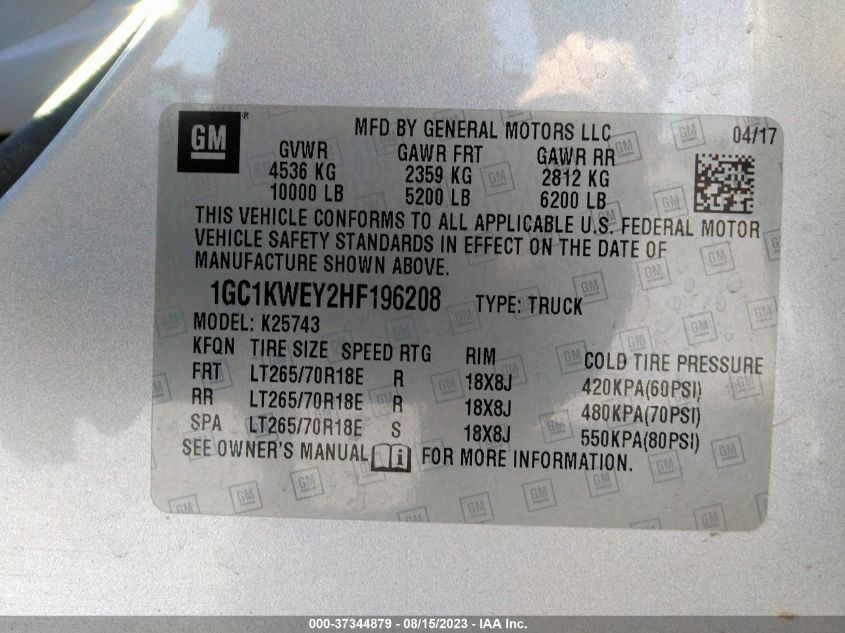 GM ®
MFD BY GENERAL MOTORS LLC 04/17
GVWR GAWR FRT GAWR RR
4536 KG 2359 KG 2812 KG
10000 LB 5200 LB 6200 LB
THIS VEHICLE CONFORMS TO ALL APPLICABLE U.S. FEDERAL MOTOR
VEHICLE SAFETY STANDARDS IN EFFECT ON THE DATE OF
MANUFACTURE SHOWN ABOVE.
1GC1KWEY2HF196208 TYPE: TRUCK
MODEL: K25743
KFQN TIRE SIZE SPEED RTG RIM COLD TIRE PRESSURE
FRT LT265/70R18E R 18X8J 420KPA(60PSI)
RR LT265/70R18E R 18X8J 480KPA(70PSI)
SPA LT265/70R18E S 18X8J 550KPA(80PSI)
SEE OWNER'S MANUAL FOR MORE INFORMATION.
000-37344879 - 08/15/2023 - IAA Inc.